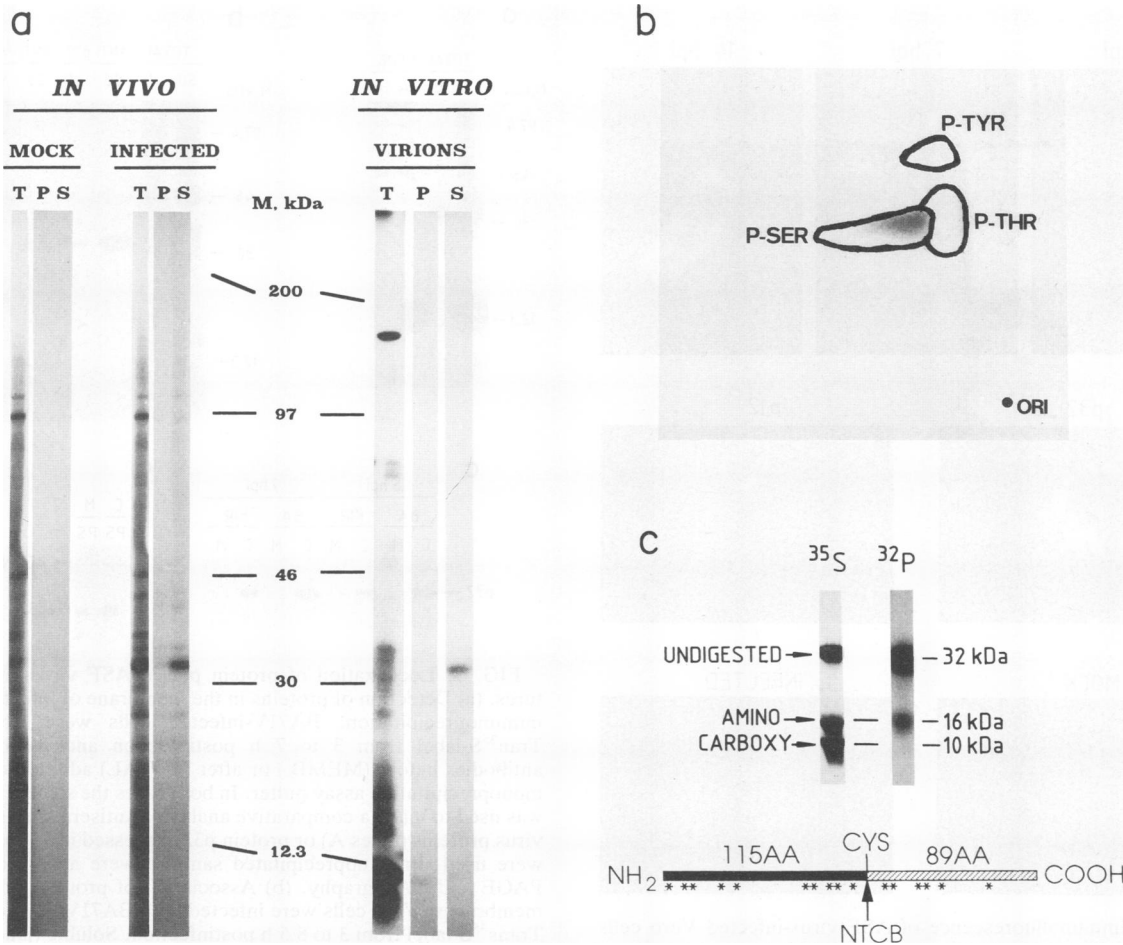 a
IN VIVO
IN VITRO
MOCK
INFECTED
VIRIONS
T P S
T P S
T P S
M, kDa
200
97
46
30
12.3
b
P-TYR
P-SER
P-THR
ORI
c
35S
32P
UNDIGESTED
32 kDa
AMINO
16 kDa
CARBOXY
10 kDa
115AA
CYS
89AA
NH2
COOH
** * * **** ** ** * *
NTCB